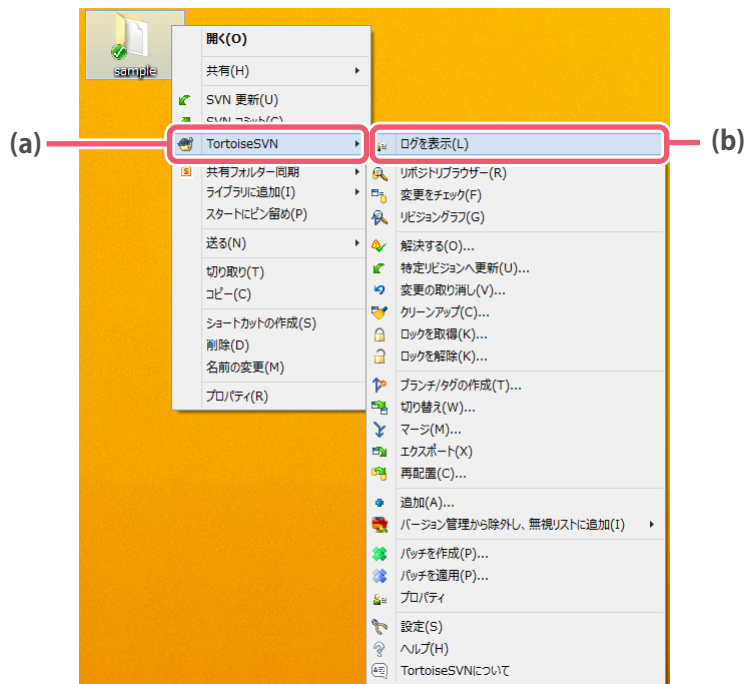 sample
開く(O)
共有(H)
SVN 更新(U)
SVN コミット(C)
(a)
TortoiseSVN
ログを表示(L)
(b)
共有フォルダー同期
ライブラリに追加(I)
スタートにピン留め(P)
送る(N)
切り取り(T)
コピー(C)
ショートカットの作成(S)
削除(D)
名前の変更(M)
プロパティ(R)
リポジトリブラウザー(R)
変更をチェック(F)
リビジョングラフ(G)
解決する(O)...
特定リビジョンへ更新(U)...
変更の取り消し(V)...
クリーンアップ(C)...
ロックを取得(K)...
ロックを解除(K)...
ブランチ/タグの作成(T)...
切り替え(W)...
マージ(M)...
エクスポート(X)
再配置(C)...
追加(A)...
バージョン管理から除外し、無視リストに追加(I)
パッチを作成(P)...
パッチを適用(P)...
プロパティ
設定(S)
ヘルプ(H)
TortoiseSVNについて